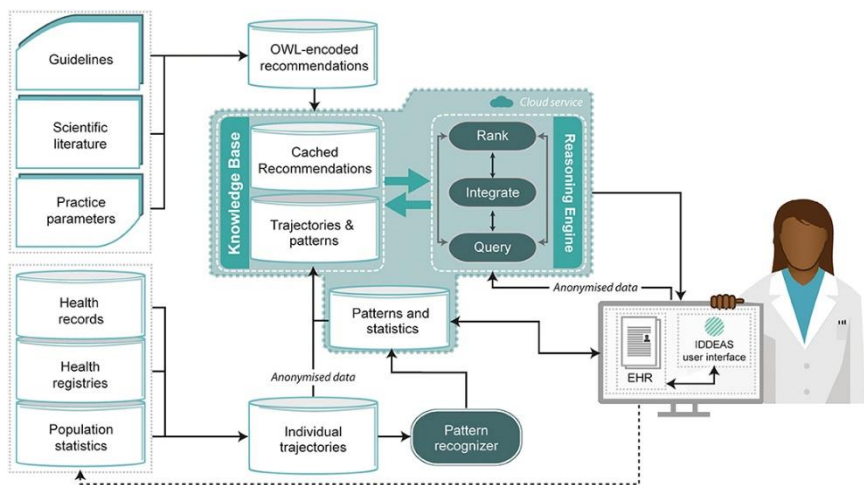 Guidelines
Scientific
literature
Practice
parameters
OWL-encoded
recommendations
Cloud service
Knowledge Base
Cached
Recommendations
Trajectories &
patterns
Rank
Integrate
Query
Reasoning Engine
Anonymised data
Health
records
Health
registries
Population
statistics
Patterns and
statistics
Anonymised data
Individual
trajectories
Pattern
recognizer
EHR
IDDEAS
user interface